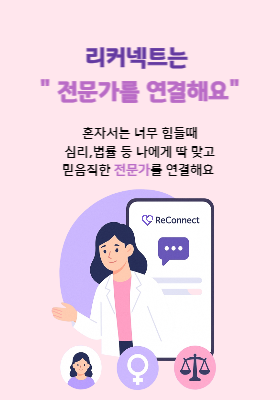 리커넥트는
" 전문가를 연결해요"
혼자서는 너무 힘들때
심리,법률 등 나에게 딱 맞고
믿음직한 전문가를 연결해요
ReConnect